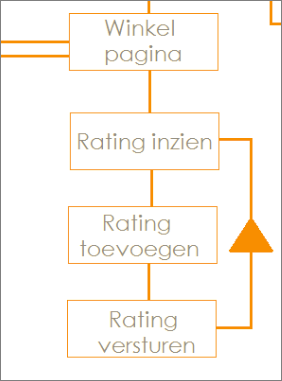 Winkel
pagina
Rating inzien
Rating
toevoegen
Rating
versturen